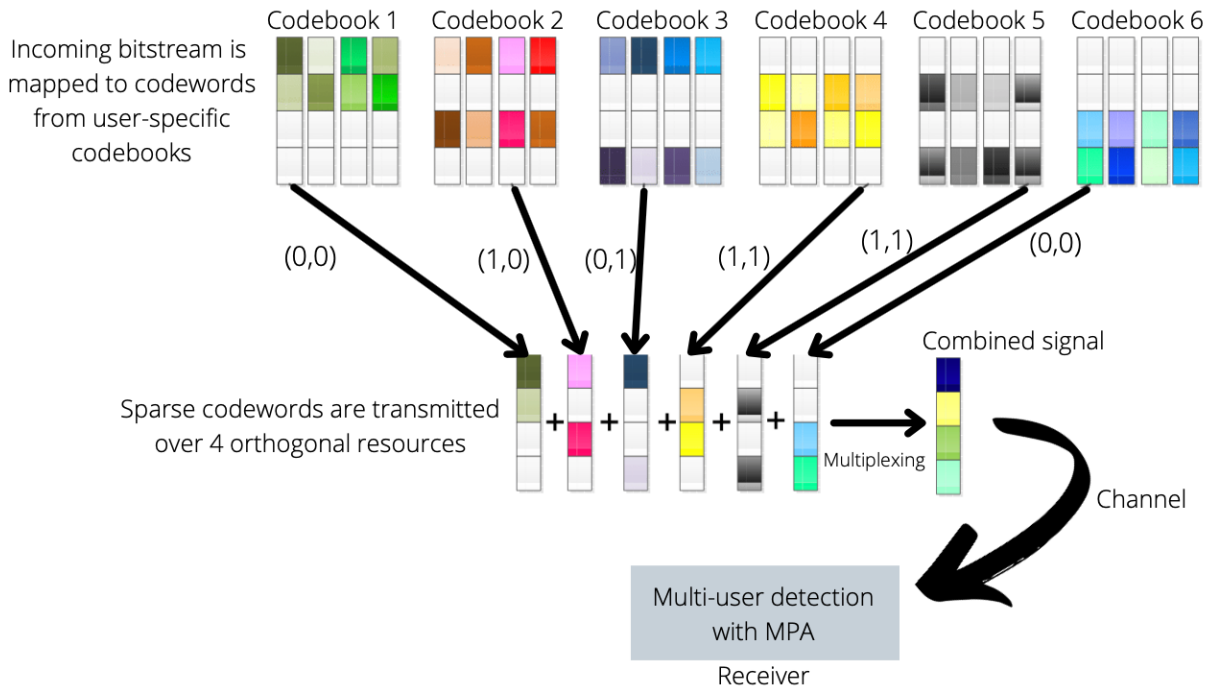 Codebook 1
Codebook 2
Codebook 3
Codebook 4
Codebook 5
Codebook 6
Incoming bitstream is
mapped to codewords
from user-specific
codebooks
(0,0)
(1,0)
(0,1)
(1,1)
(1,1)
(0,0)
Sparse codewords are transmitted
over 4 orthogonal resources
+
+
+
+
+
Multiplexing
Combined signal
Channel
Multi-user detection
with MPA
Receiver